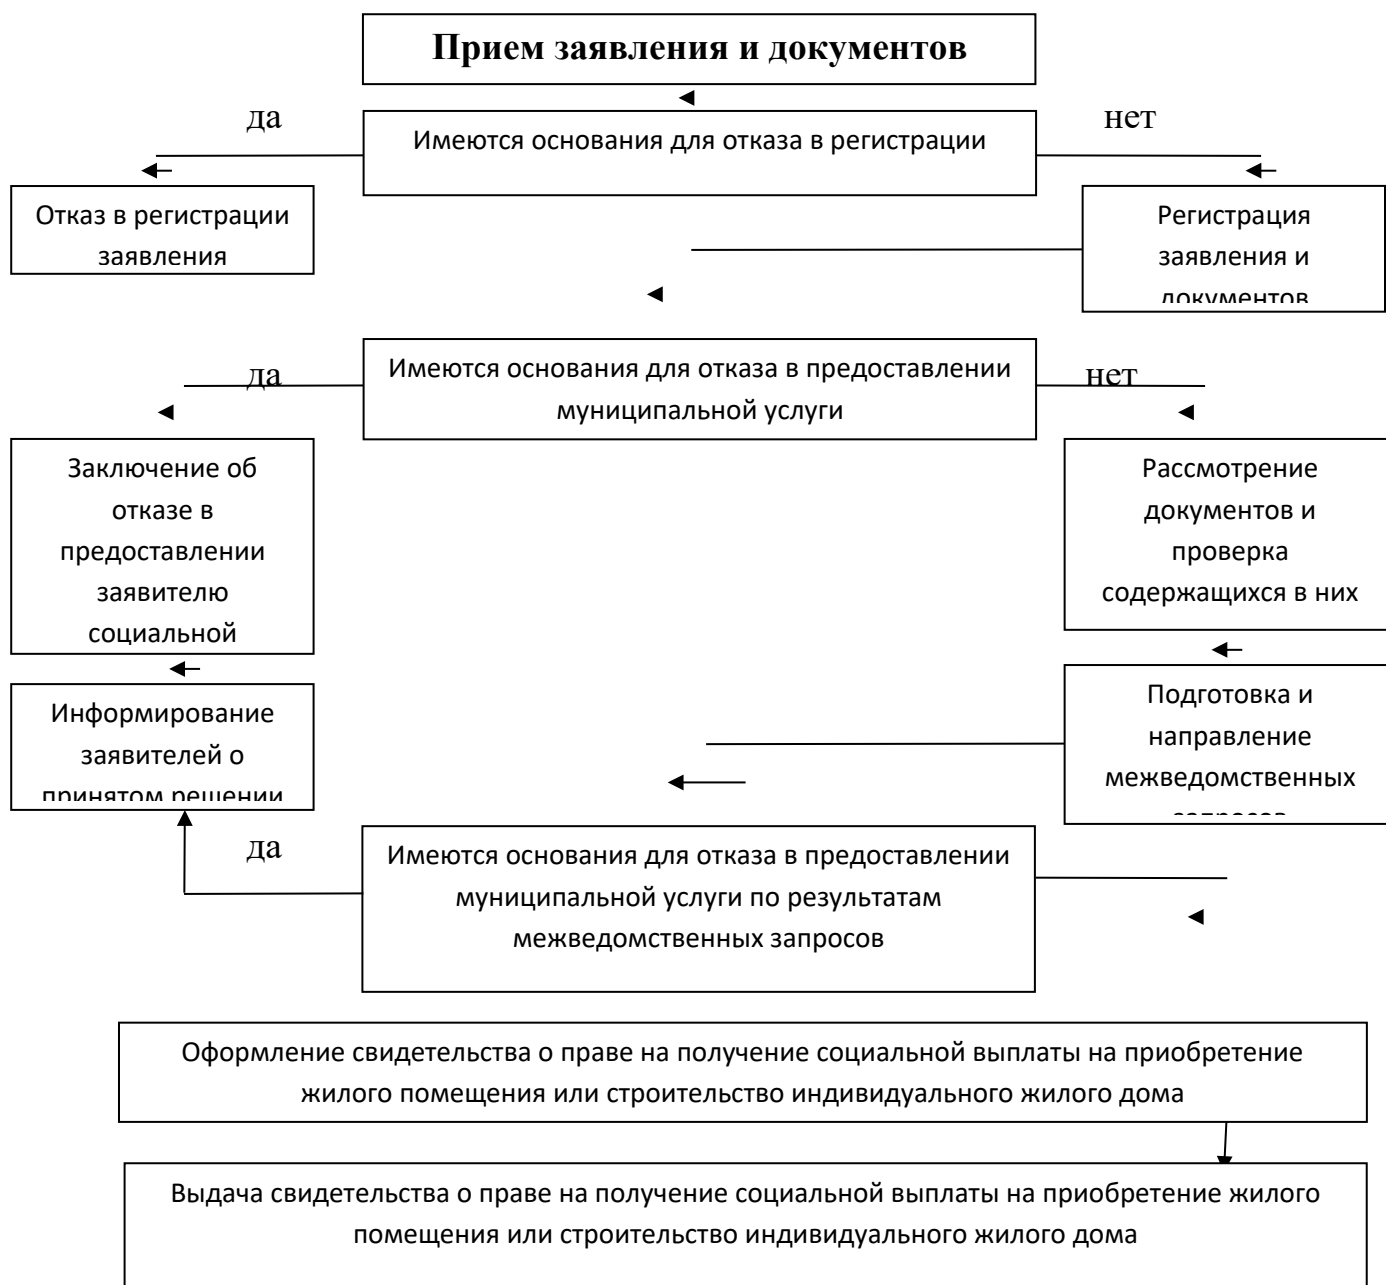 Прием заявления и документов
да
нет
Имеются основания для отказа в регистрации
Отказ в регистрации
заявления
Регистрация
заявления и
документов
да
Имеются основания для отказа в предоставлении
муниципальной услуги
нет
Заключение об
отказе в
предоставлении
заявителю
социальной
Рассмотрение
документов и
проверка
содержащихся в них
Информирование
заявителей о
принятом решении
Подготовка и
направление
межведомственных
запросов
да
Имеются основания для отказа в предоставлении
муниципальной услуги по результатам
межведомственных запросов
Оформление свидетельства о праве на получение социальной выплаты на приобретение
жилого помещения или строительство индивидуального жилого дома
Выдача свидетельства о праве на получение социальной выплаты на приобретение жилого
помещения или строительство индивидуального жилого дома